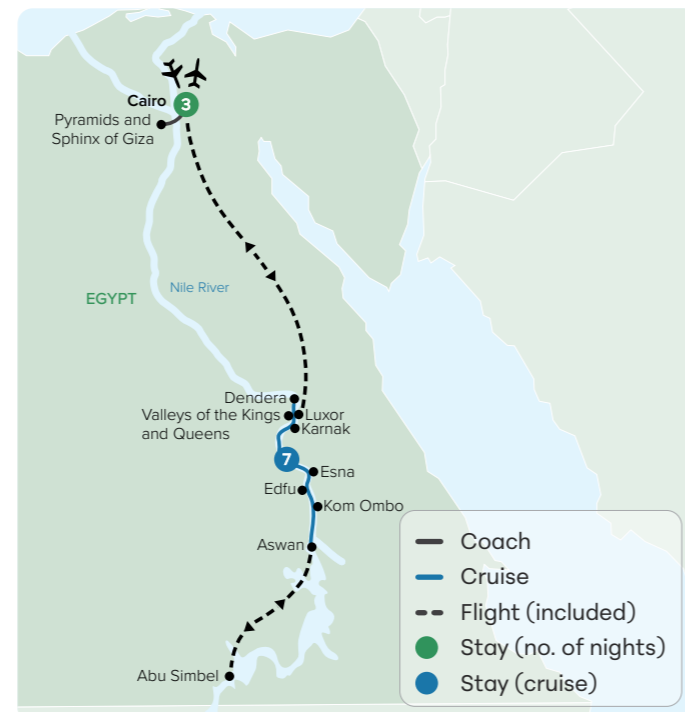 Cairo
3
Pyramids and
Sphinx of Giza
EGYPT
Nile River
Dendera
Valleys of the Kings
and Queens
Luxor
Karnak
7
Esna
Edfu
Kom Ombo
Aswan
Abu Simbel
Coach
Cruise
Flight (included)
Stay (no. of nights)
Stay (cruise)